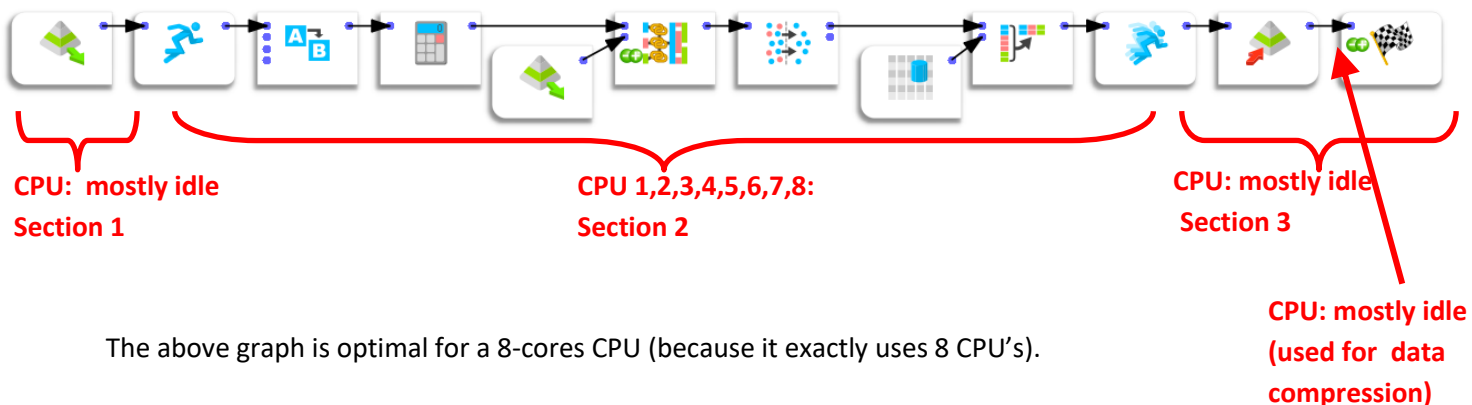 A
B
CPU:  mostly idle
Section 1
CPU 1,2,3,4,5,6,7,8:
Section 2
CPU: mostly idle
Section 3
CPU: mostly idle
(used for  data
compression)
The above graph is optimal for a 8-cores CPU (because it exactly uses 8 CPU’s).